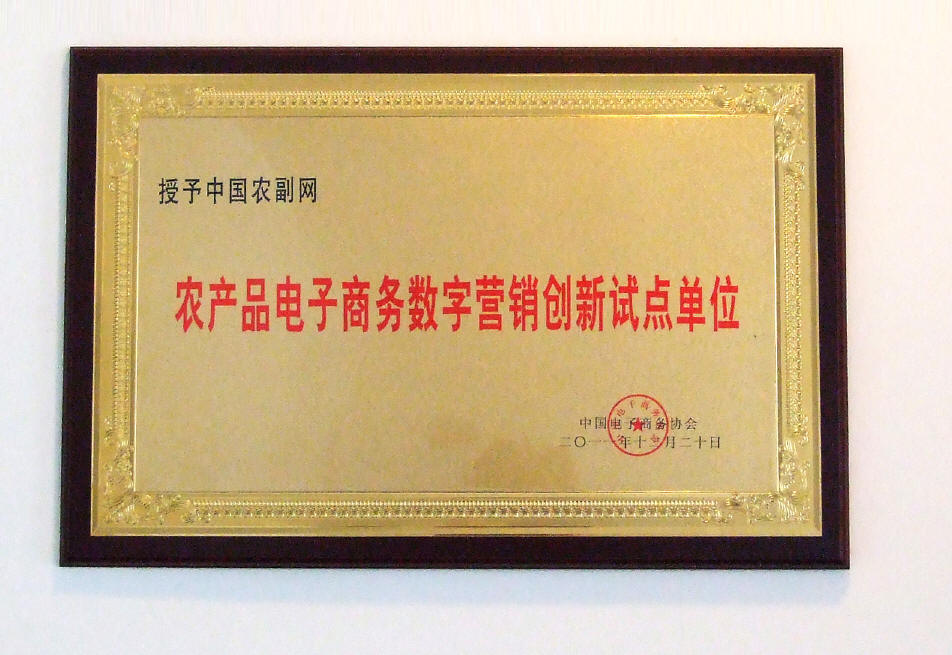 授予中国农副网
农产品电子商务数字营销创新试点单位
中国电子商务协会
二〇一一年十二月二十日